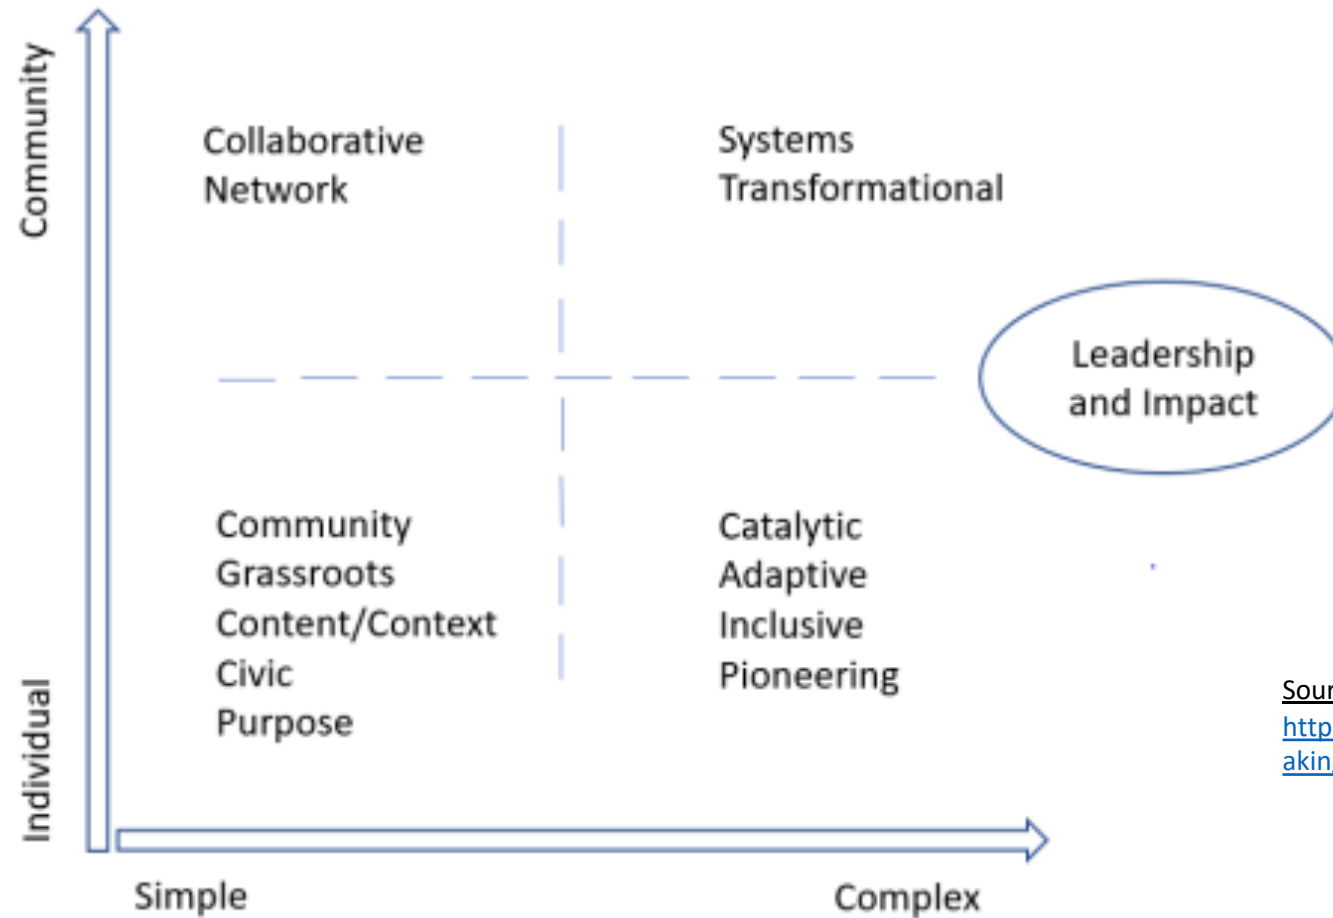 Community
Collaborative
Network
Systems
Transformational
Leadership
and Impact
Community
Grassroots
Content/Context
Civic
Purpose
Catalytic
Adaptive
Inclusive
Pioneering
Individual
Simple
Complex